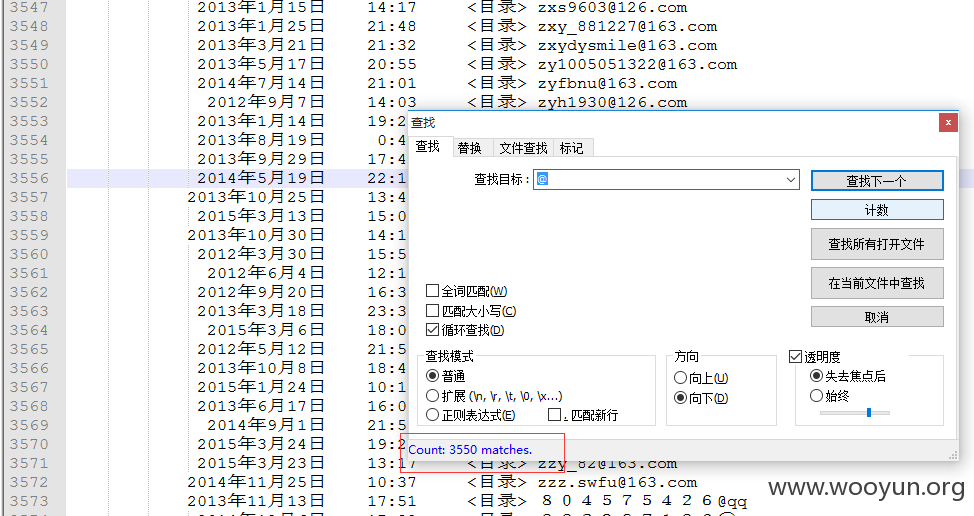 3547 2013年1月15日 14:17 <目录> zxs9603@126.com
3548 2013年1月25日 21:48 <目录> zxy_881227@163.com
3549 2013年3月21日 21:32 <目录> zxydysmile@163.com
3550 2013年5月17日 20:55 <目录> zy1005051322@163.com
3551 2014年7月14日 21:01 <目录> zyfbnu@163.com
3552 2012年9月7日 14:03 <目录> zyh1930@126.com
3553 2013年1月14日 19:2
3554 2013年8月19日 0:4
3555 2013年9月29日 17:4
3556 2014年5月19日 22:1
3557 2013年10月25日 13:4
3558 2015年3月13日 15:0
3559 2013年10月30日 14:1
3560 2012年3月30日 15:5
3561 2012年6月4日 12:1
3562 2012年9月20日 16:3
3563 2013年3月18日 23:3
3564 2015年3月6日 18:0
3565 2012年5月12日 21:5
3566 2013年10月8日 18:4
3567 2015年1月24日 10:1
3568 2013年6月17日 16:0
3569 2014年9月1日 21:5
3570 2015年3月24日 19:2
3571 2015年3月23日 13:17 <目录> zzy_82@163.com
3572 2014年11月25日 10:37 <目录> zzz.swfu@163.com
3573 2013年11月13日 17:51 <目录> ８０４５７５４２６@qq
查找
x
查找 替换 文件查找 标记
查找目标： @
查找下一个
计数
查找所有打开文件
在当前文件中查找
取消
全词匹配(W)
匹配大小写(C)
循环查找(D)
查找模式
普通
扩展 (\n, \r, \t, \0, \x...)
正则表达式(E) . 匹配新行
方向
向上(U)
向下(D)
透明度
失去焦点后
始终
Count: 3550 matches.
www.wooyun.org